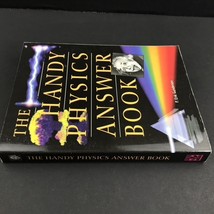 THE
HANDY
PHYSICS
ANSWER
BOOK
THE HANDY PHYSICS ANSWER BOOK